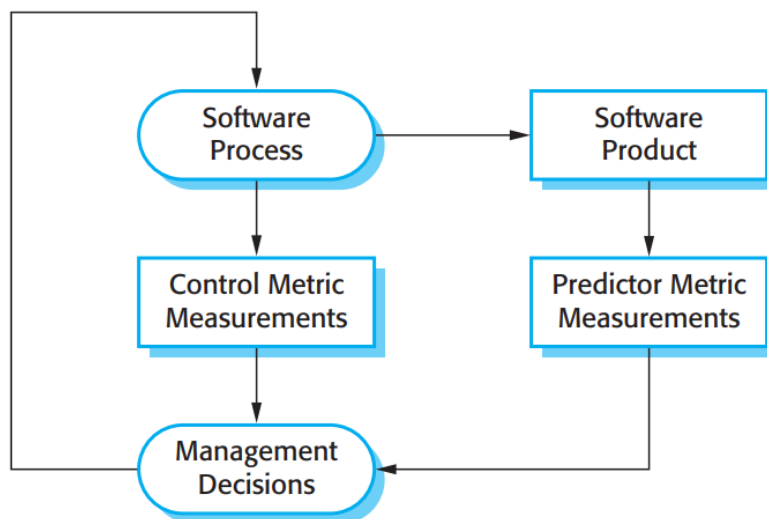 Software
Process
Software
Product
Control Metric
Measurements
Predictor Metric
Measurements
Management
Decisions